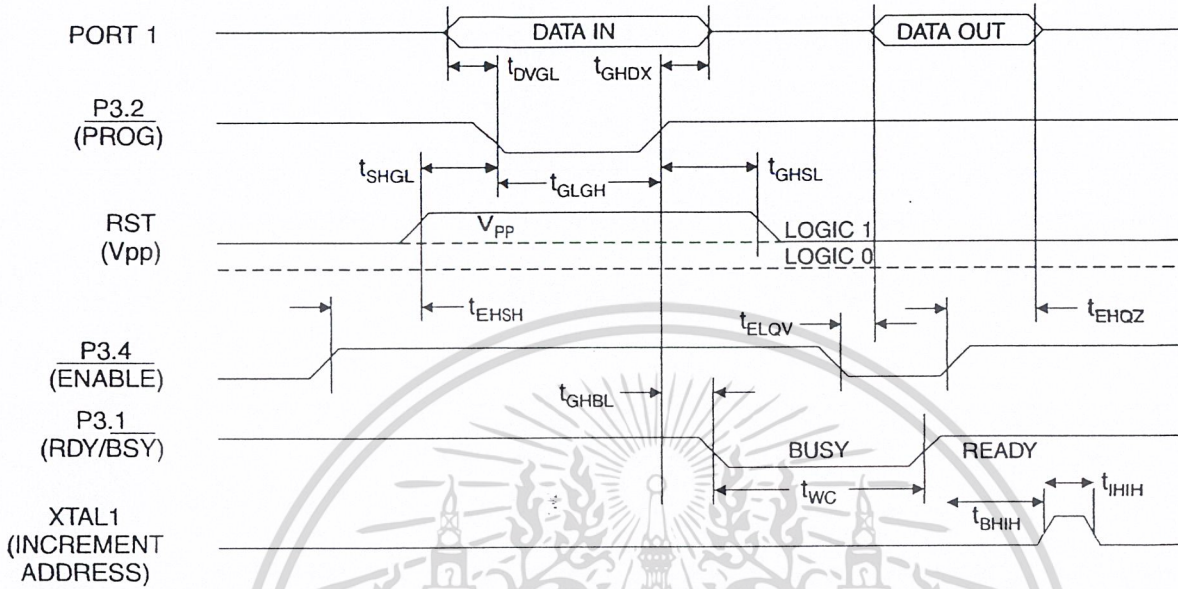 PORT 1
DATA IN
DATA OUT
tDVGL
tGHDX
P3.2
(PROG)
tSHGL
tGLGH
tGHSL
RST
(Vpp)
VPP
LOGIC 1
LOGIC 0
tEHSH
tELQV
tEHQZ
P3.4
(ENABLE)
tGHBL
P3.1
(RDY/BSY)
BUSY
READY
tWC
tIHIH
tBHIH
XTAL1
(INCREMENT
ADDRESS)